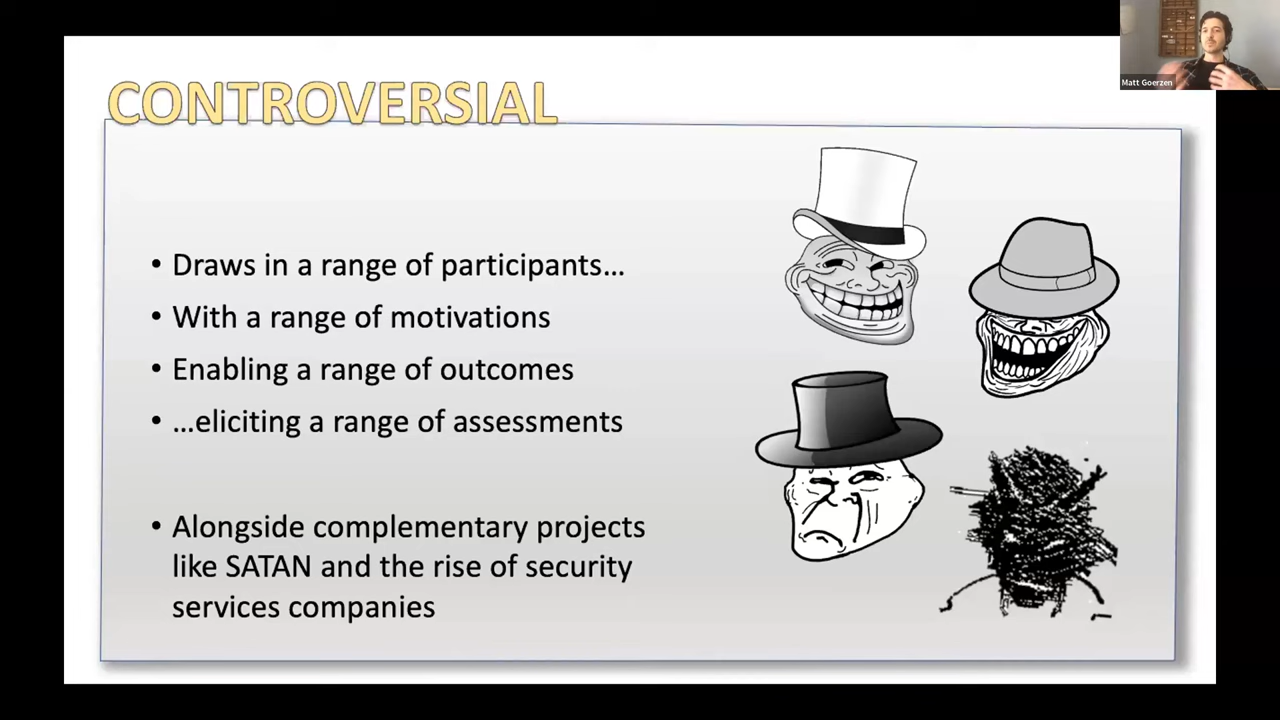 Matt Goerzen
CONTROVERSIAL
• Draws in a range of participants…
• With a range of motivations
• Enabling a range of outcomes
• …eliciting a range of assessments
• Alongside complementary projects
like SATAN and the rise of security
services companies